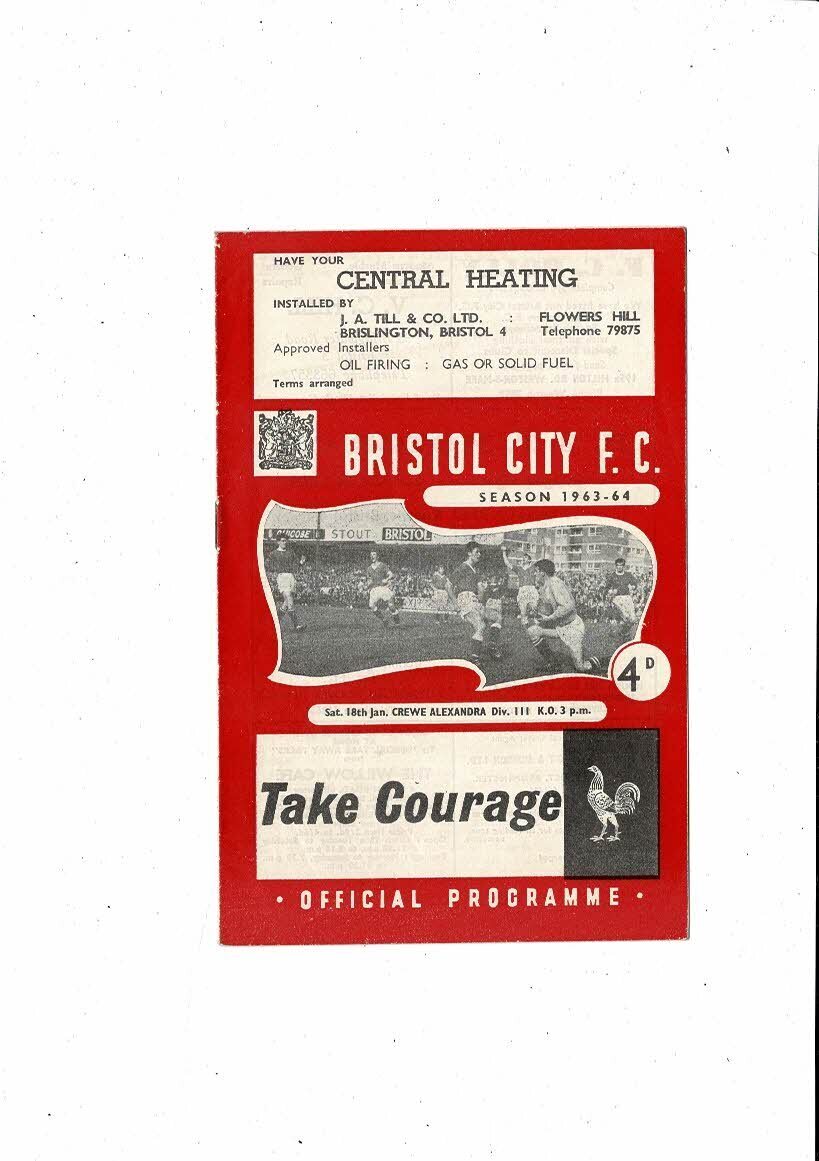 HAVE YOUR
CENTRAL HEATING
INSTALLED BY
J. A. TILL & CO. LTD. : FLOWERS HILL
BRISLINGTON, BRISTOL 4 Telephone 79875
Approved Installers
OIL FIRING : GAS OR SOLID FUEL
Terms arranged
BRISTOL CITY F. C.
SEASON 1963-64
STOUT BRISTOL
4D
Sat. 18th Jan. CREWE ALEXANDRA Div. III K.O. 3 p.m.
Take Courage
• OFFICIAL PROGRAMME •